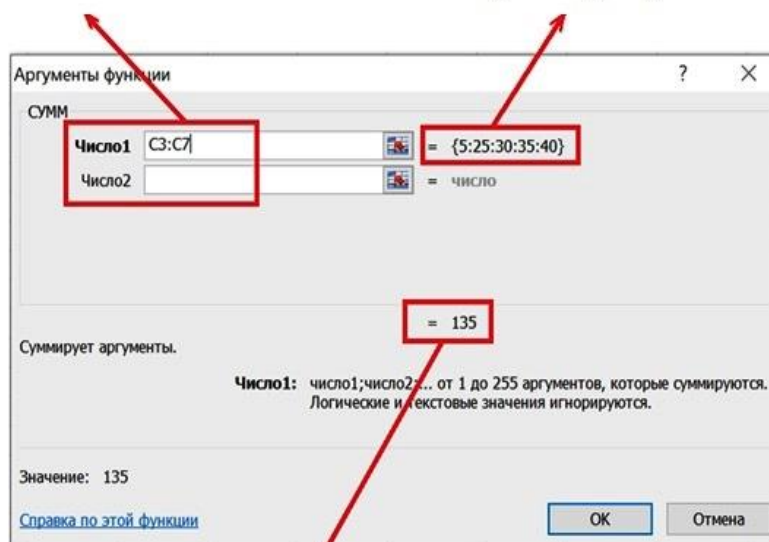 Аргументы функции ? ×
СУММ
Число1 C3:C7 = {5:25:30:35:40}
Число2 = число
= 135
Суммирует аргументы.
Число1: число1;число2;... от 1 до 255 аргументов, которые суммируются.
Логические и текстовые значения игнорируются.
Значение: 135
Справка по этой функции
OK
Отмена